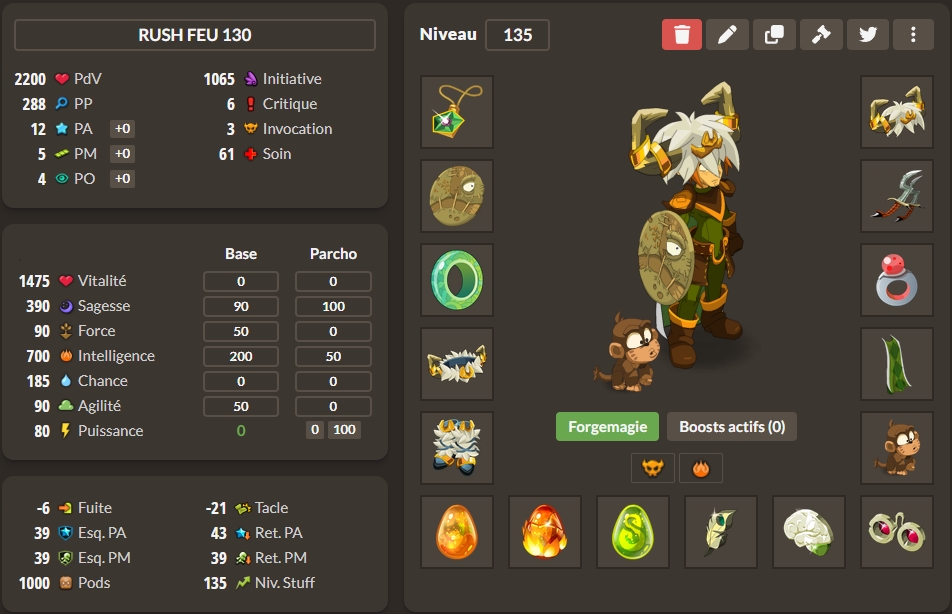 RUSH FEU 130
2200 PdV
1065 Initiative
288 PP
6 Critique
12 PA +0
3 Invocation
5 PM +0
61 Soin
4 PO +0
Base Parcho
1475 Vitalité 0 0
390 Sagesse 90 100
90 Force 50 0
700 Intelligence 200 50
185 Chance 0 0
90 Agilité 50 0
80 Puissance 0 0 100
-6 Fuite
-21 Tacle
39 Esq. PA
43 Ret. PA
39 Esq. PM
39 Ret. PM
1000 Pods
135 Niv. Stuff
Niveau 135
Forgemagie
Boosts actifs (0)